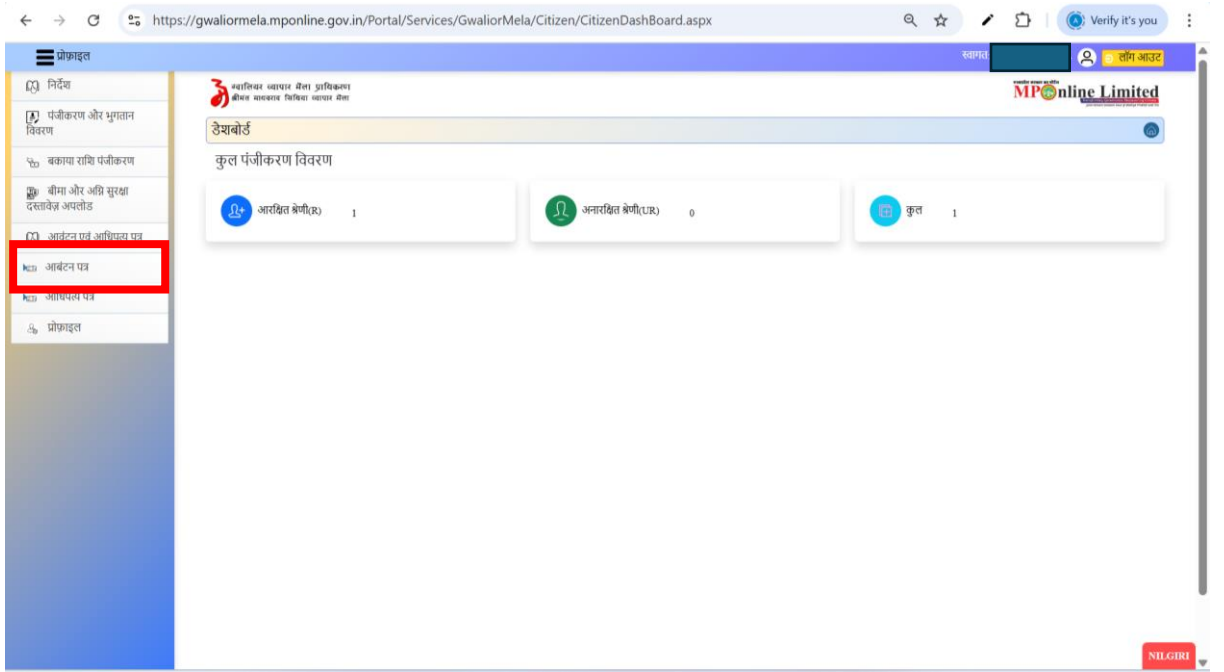 https://gwaliormela.mponline.gov.in/Portal/Services/GwaliorMela/Citizen/CitizenDashBoard.aspx
Verify it's you
प्रोफ़ाइल
स्वागत
लॉग आउट
निर्देश
पंजीकरण और भुगतान
विवरण
बकाया राशि पंजीकरण
बीमा और अग्नि सुरक्षा
दस्तावेज़ अपलोड
आवंटन एवं आधिपत्य पत्र
आबंटन पत्र
आधिपत्य पत्र
प्रोफ़ाइल
ग्वालियर व्यापार मेला प्राधिकरण
श्रीमंत माधवराव सिंधिया व्यापार मेला
MPOnline Limited
डैशबोर्ड
कुल पंजीकरण विवरण
आरक्षित श्रेणी(R) 1
अनारक्षित श्रेणी(UR) 0
कुल 1
NILGIRI